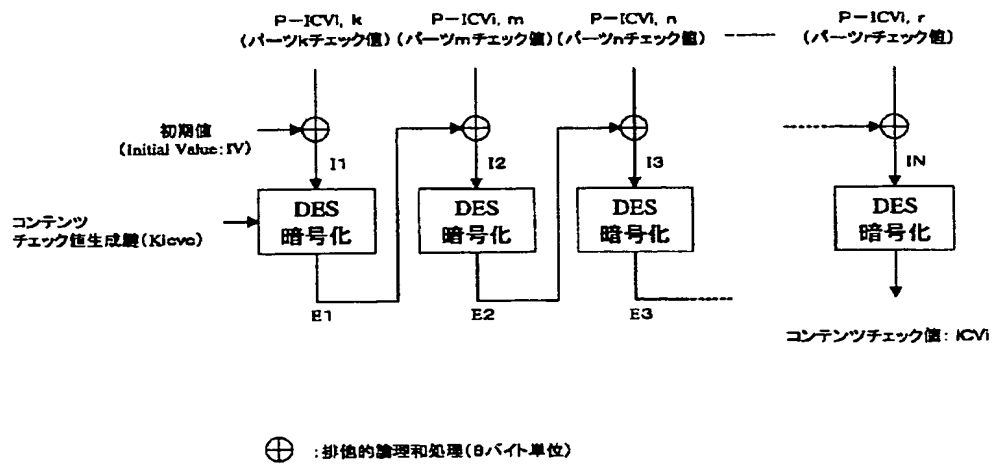 P－ICVi, k
(パーツkチェック値)
P－ICVi, m
(パーツmチェック値)
P－ICVi, n
(パーツnチェック値)
P－ICVi, r
(パーツrチェック値)
初期値
(Initial Value：IV)
I1
I2
I3
IN
コンテンツ
チェック値生成鍵(Kicvc)
DES
暗号化
DES
暗号化
DES
暗号化
DES
暗号化
E1
E2
E3
コンテンツチェック値： ICVi
：排他的論理和処理(8バイト単位)